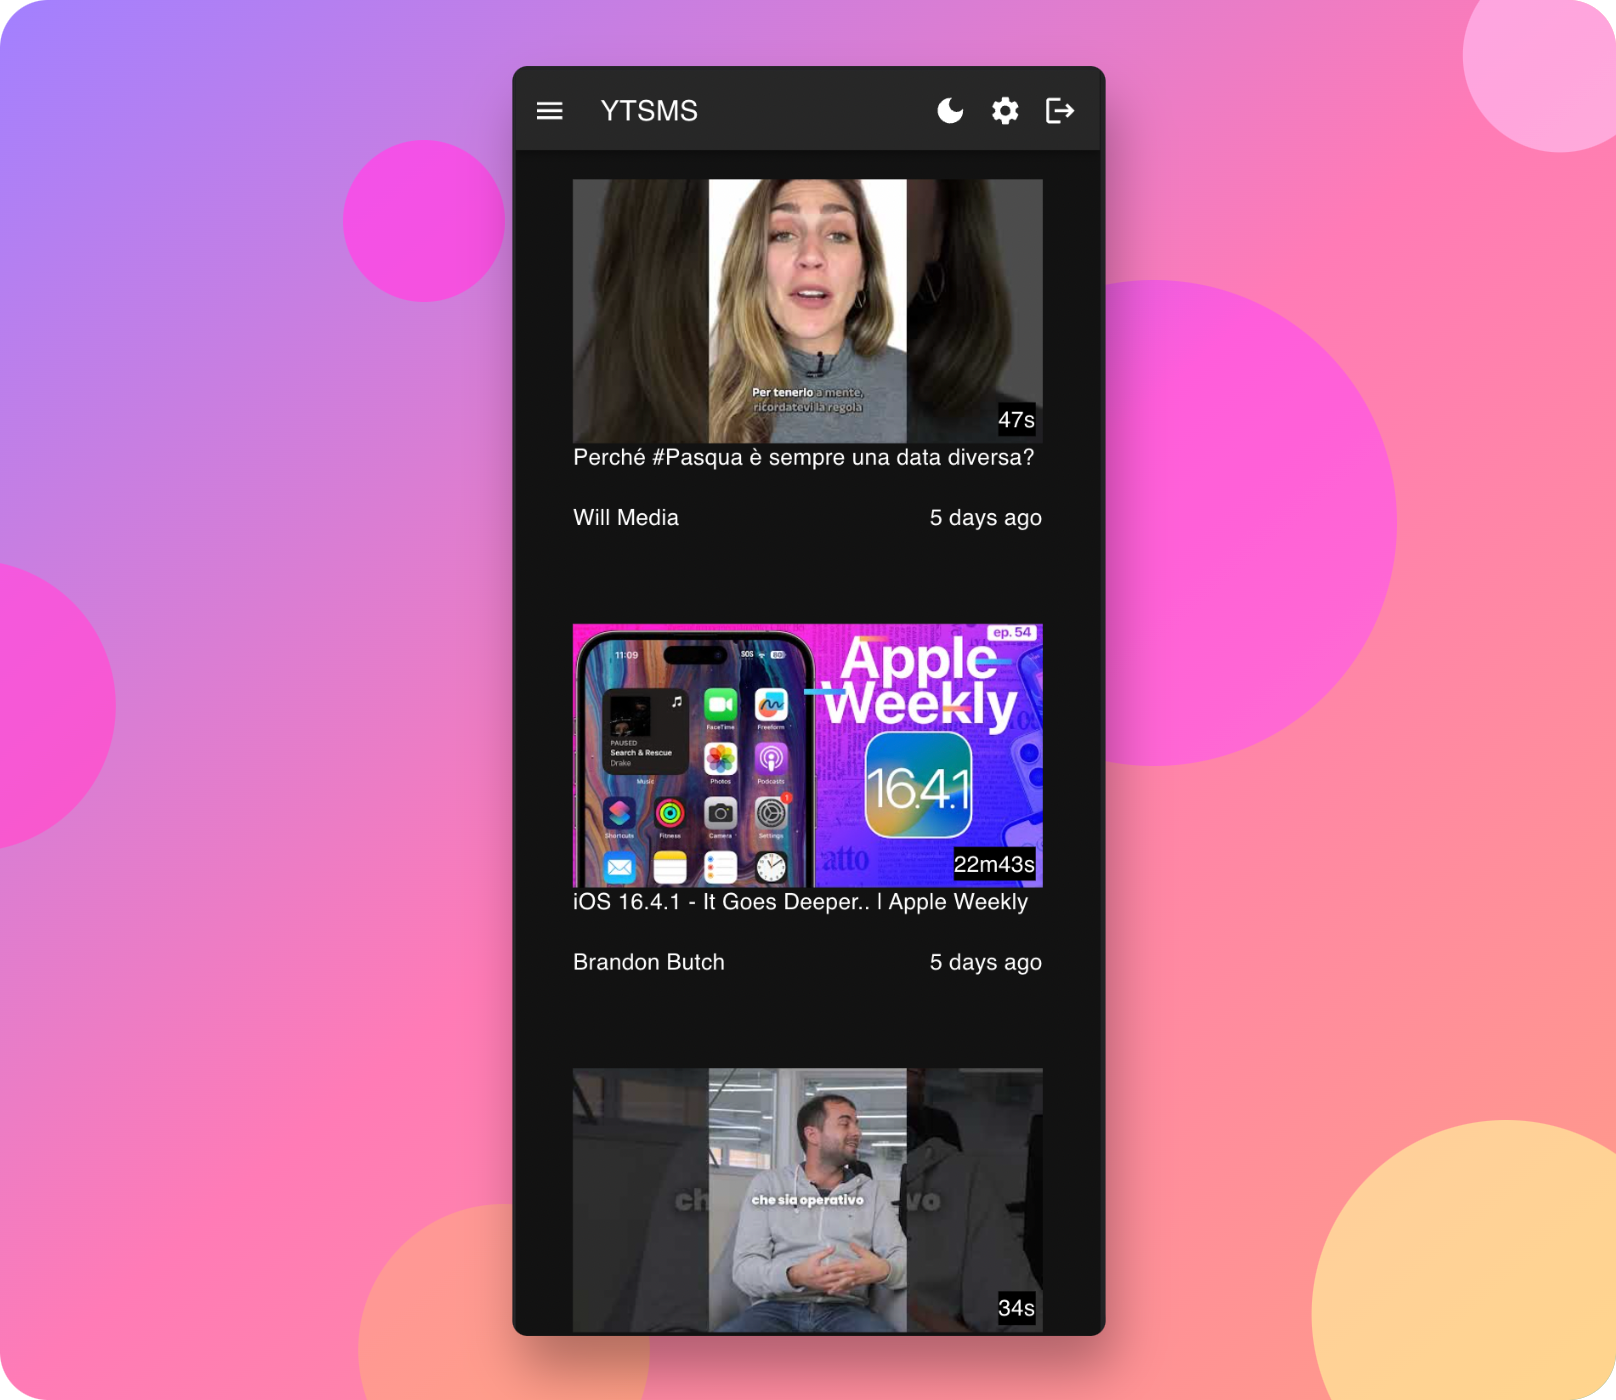 YTSMS
Per tenerlo a mente,
ricordatevi la regola
47s
Perché #Pasqua è sempre una data diversa?
Will Media
5 days ago
ep. 54
11:09
SOS
80
Apple
Weekly
PAUSED
Search & Rescue
Drake
Music
FaceTime
Freeform
Photos
Podcasts
1
Shortcuts
Fitness
Camera
Settings
16.4.1
atto
22m43s
iOS 16.4.1 - It Goes Deeper.. | Apple Weekly
Brandon Butch
5 days ago
ch
che sia operativo
vo
34s